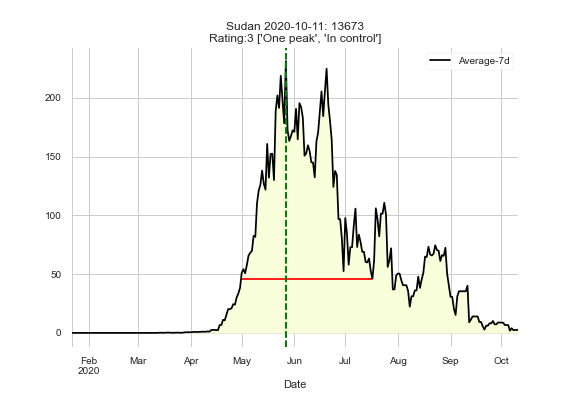 Sudan 2020-10-11: 13673
Rating:3 ['One peak', 'In control']
Average-7d
200
150
100
50
0
Feb Mar Apr May Jun Jul Aug Sep Oct
2020
Date